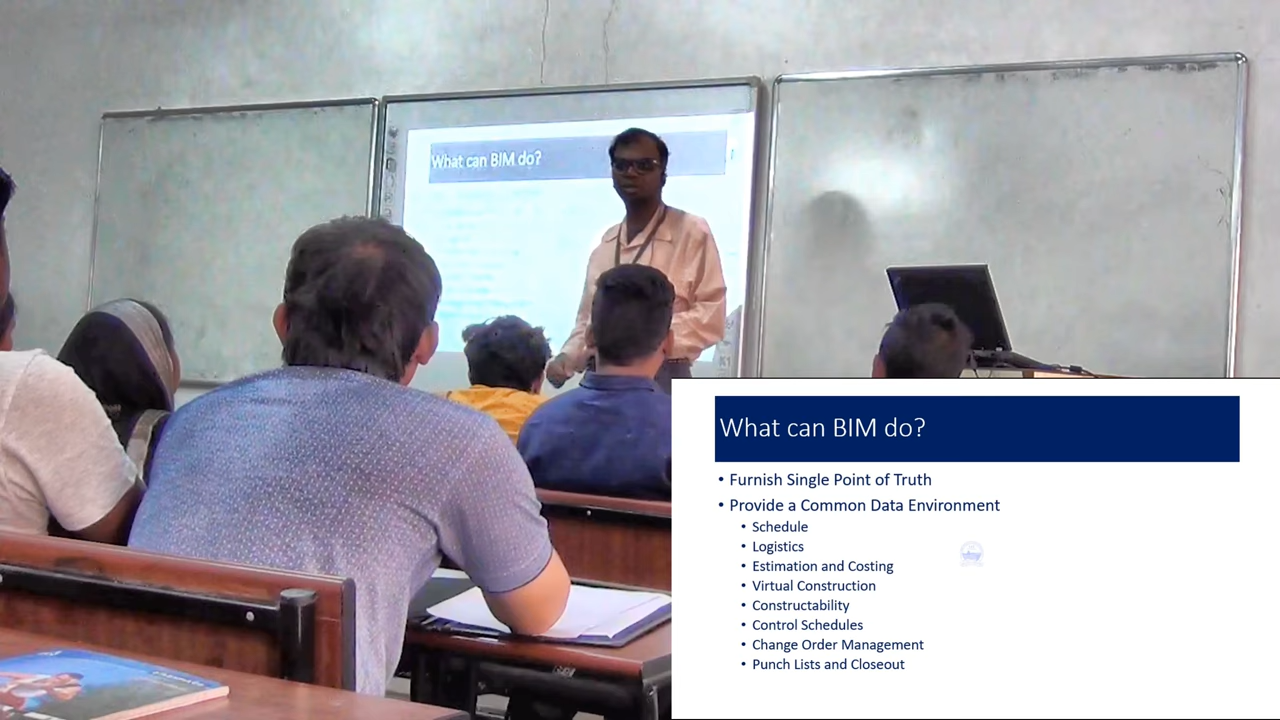 What can BIM do?
What can BIM do?
• Furnish Single Point of Truth
• Provide a Common Data Environment
• Schedule
• Logistics
• Estimation and Costing
• Virtual Construction
• Constructability
• Control Schedules
• Change Order Management
• Punch Lists and Closeout